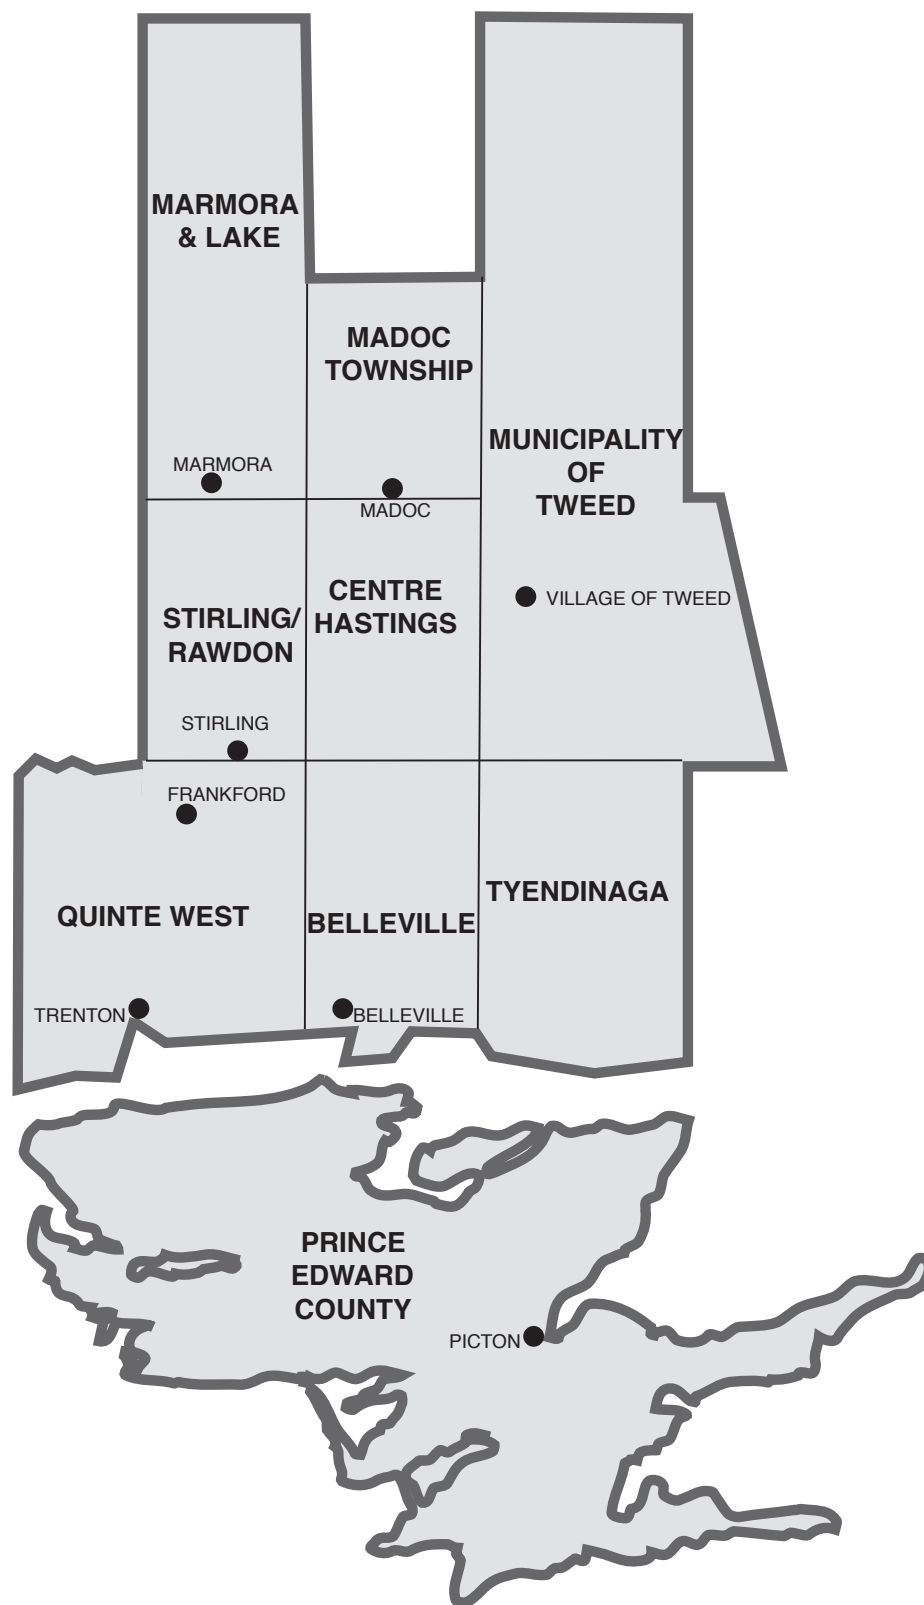 MARMORA
& LAKE
MADOC
TOWNSHIP
MUNICIPALITY
OF
TWEED
MARMORA
MADOC
CENTRE
HASTINGS
VILLAGE OF TWEED
STIRLING/
RAWDON
STIRLING
FRANKFORD
TYENDINAGA
QUINTE WEST
BELLEVILLE
TRENTON
BELLEVILLE
PRINCE
EDWARD
COUNTY
PICTON